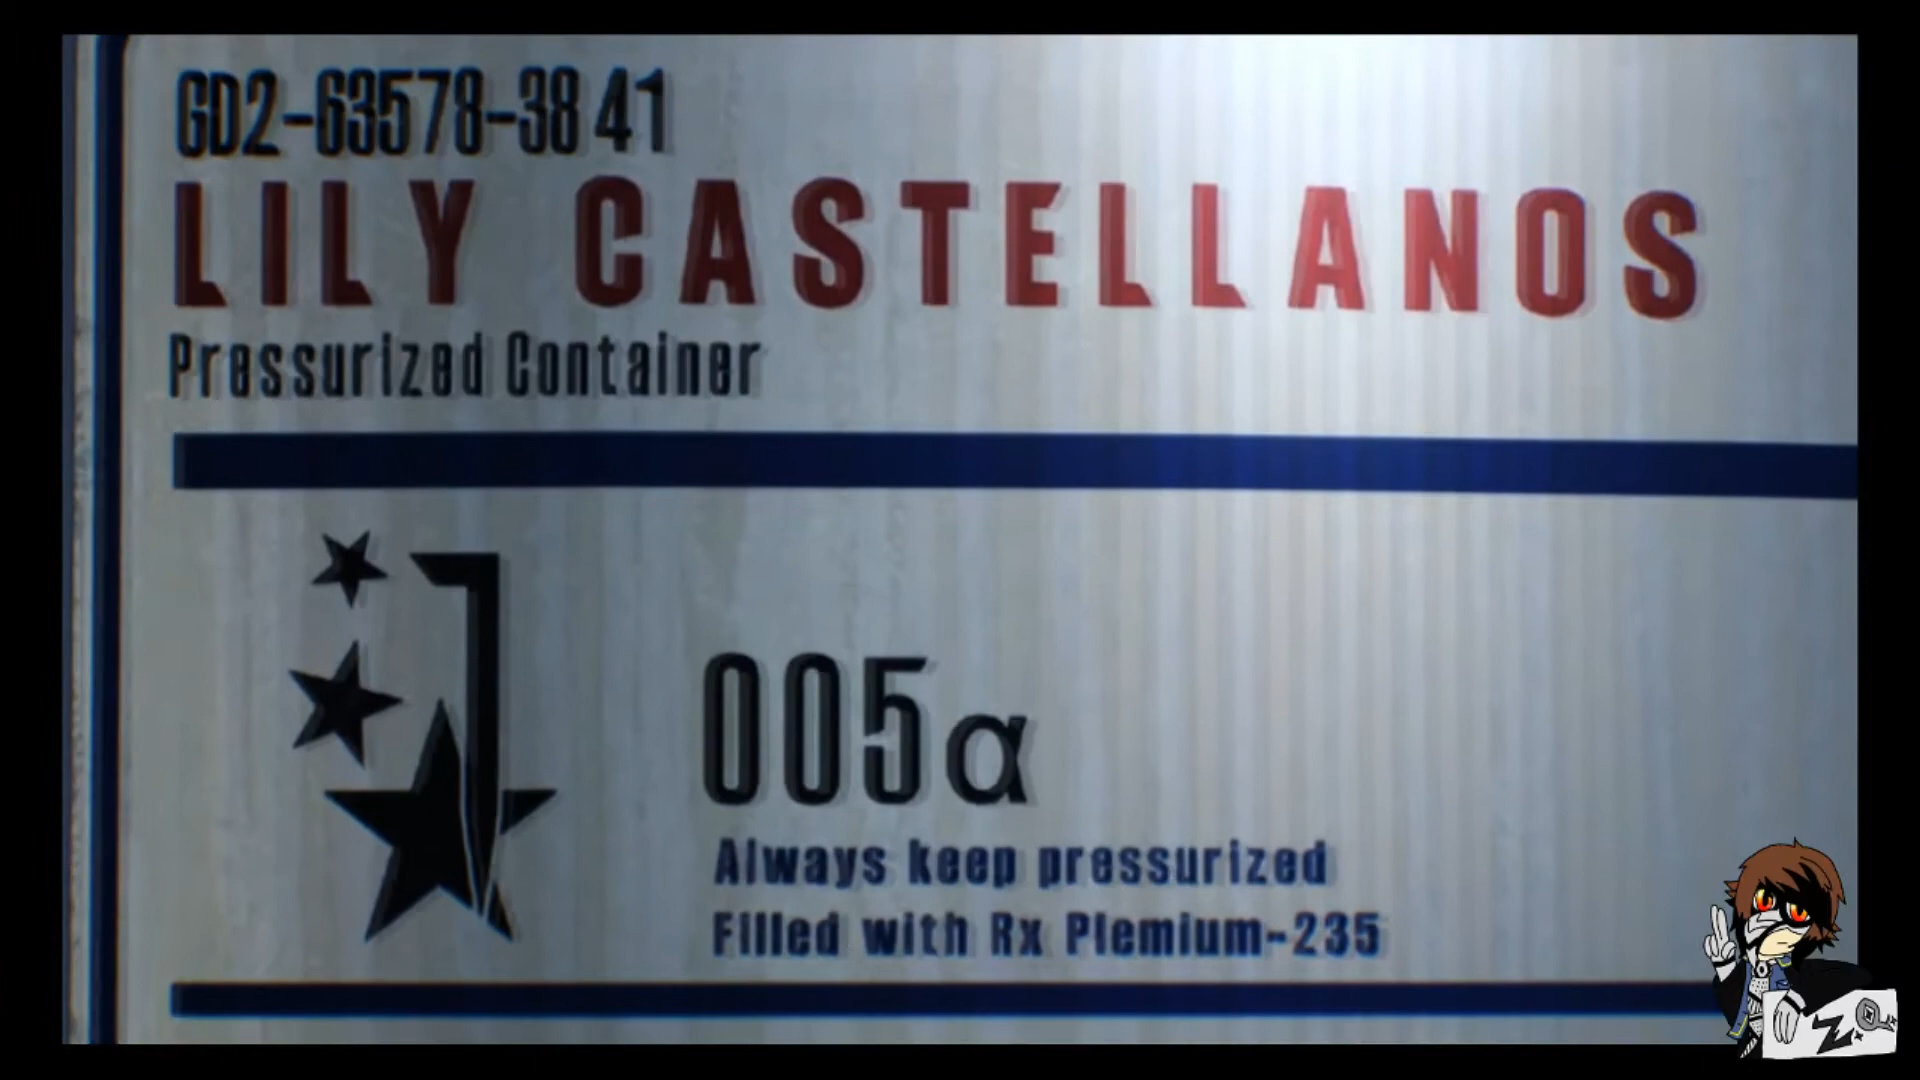 GD2-63578-38 41
LILY CASTELLANOS
Pressurized Container
005α
Always keep pressurized
Filled with Rx Plemium-235